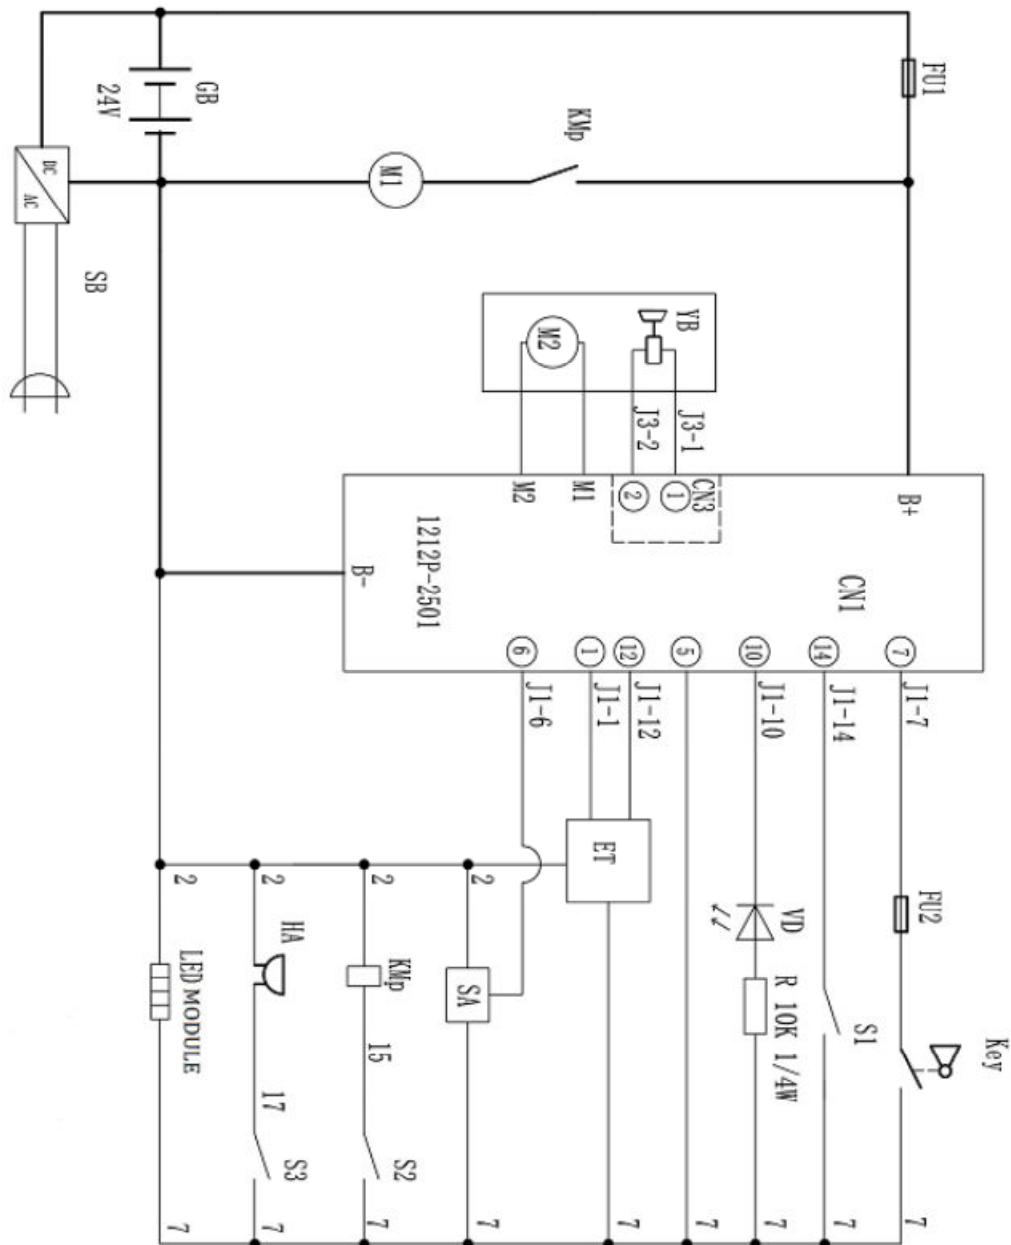 FU1
GB
24V
KMp
M1
DC
AC
SB
YB
M2
J3-1
J3-2
CN3
1
2
M1
M2
B+
1212P-2501
B-
CN1
6
1
12
5
10
14
7
J1-6
J1-1
J1-12
J1-10
J1-14
J1-7
ET
2
2
2
2
FU2
VD
HA
LED MODULE
KMp
SA
R 10K 1/4W
S1
Key
15
17
S3
S2
7
7
7
7
7
7
7
7
7